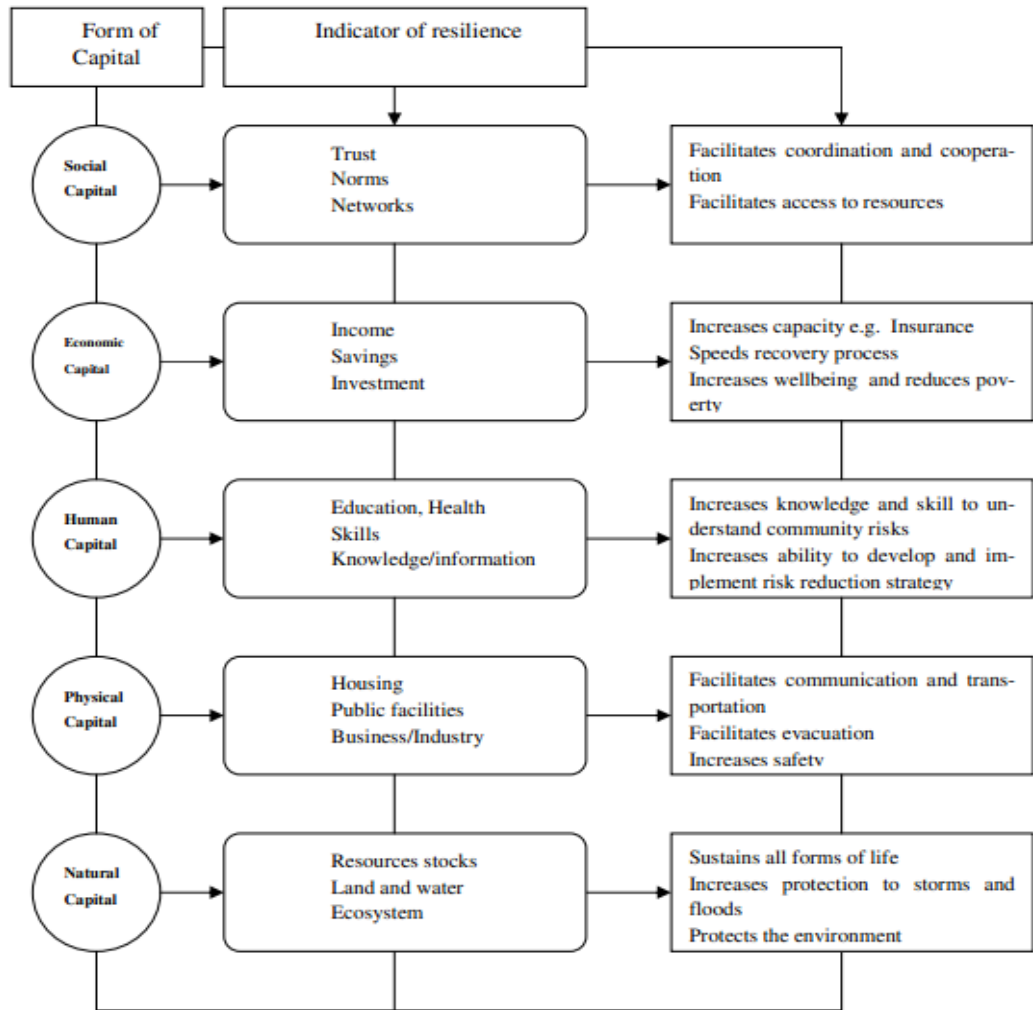 Form of
Capital
Indicator of resilience
Social
Capital
Trust
Norms
Networks
Facilitates coordination and coopera-
tion
Facilitates access to resources
Economic
Capital
Income
Savings
Investment
Increases capacity e.g. Insurance
Speeds recovery process
Increases wellbeing and reduces pov-
erty
Human
Capital
Education, Health
Skills
Knowledge/information
Increases knowledge and skill to un-
derstand community risks
Increases ability to develop and im-
plement risk reduction strategy
Physical
Capital
Housing
Public facilities
Business/Industry
Facilitates communication and trans-
portation
Facilitates evacuation
Increases safety
Natural
Capital
Resources stocks
Land and water
Ecosystem
Sustains all forms of life
Increases protection to storms and
floods
Protects the environment